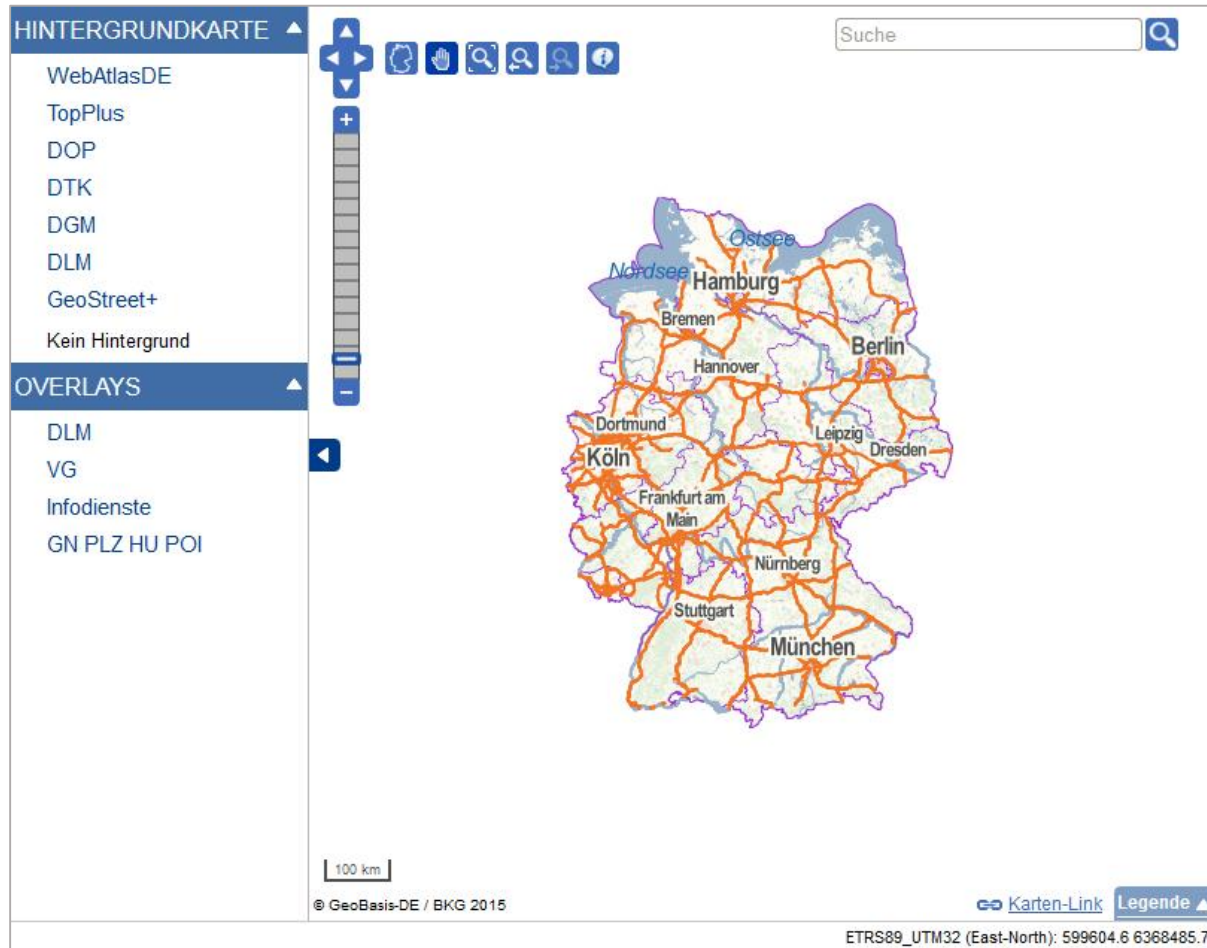 HINTERGRUNDKARTE
WebAtlasDE
TopPlus
DOP
DTK
DGM
DLM
GeoStreet+
Kein Hintergrund
OVERLAYS
DLM
VG
Infodienste
GN PLZ HU POI
Suche
Ostsee
Nordsee
Hamburg
Bremen
Berlin
Hannover
Dortmund
Leipzig
Dresden
Köln
Frankfurt am
Main
Nürnberg
Stuttgart
München
100 km
© GeoBasis-DE / BKG 2015
Karten-Link
Legende
ETRS89_UTM32 (East-North): 599604.6 6368485.7